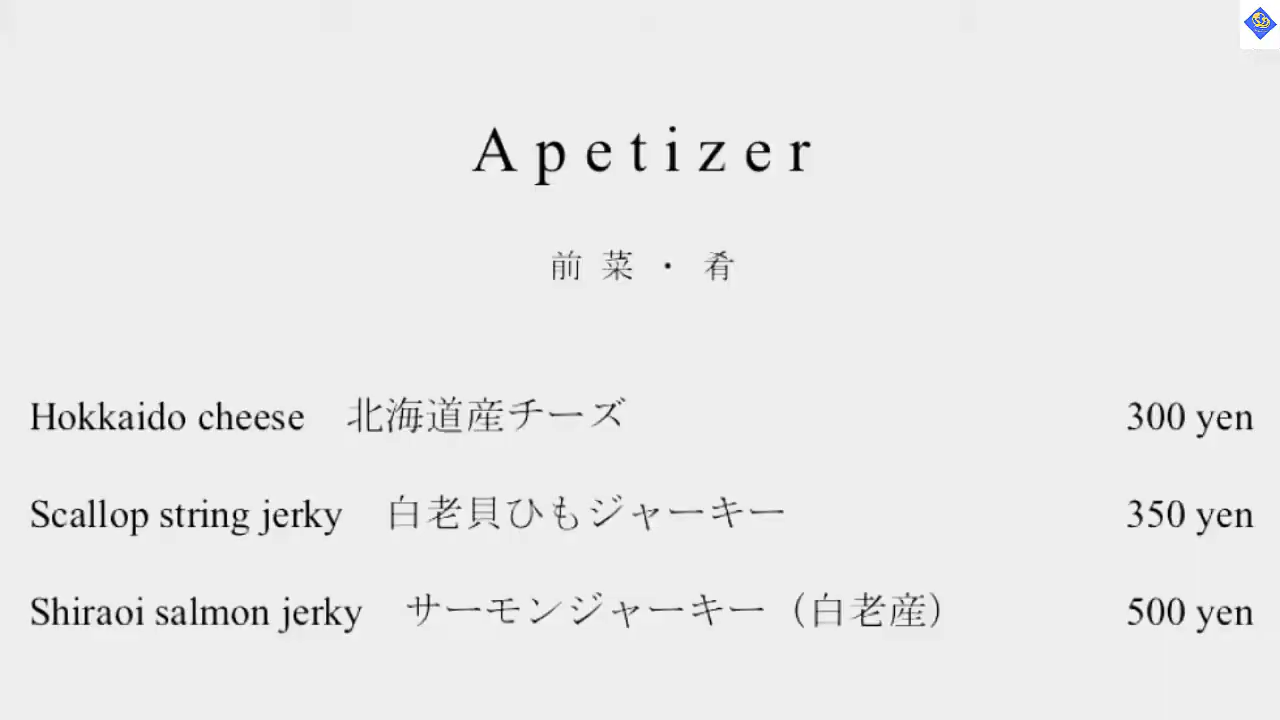 Apetizer
前菜・肴
Hokkaido cheese 北海道産チーズ 300 yen
Scallop string jerky 白老貝ひもジャーキー 350 yen
Shiraoi salmon jerky サーモンジャーキー（白老産） 500 yen